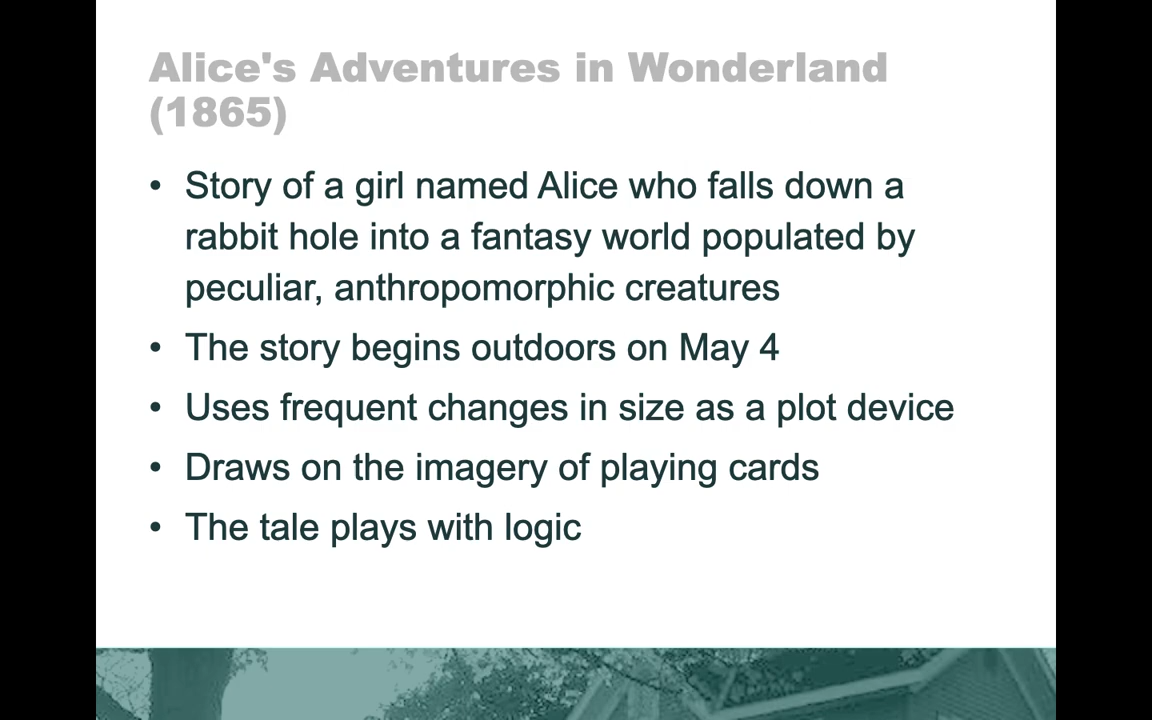 Alice's Adventures in Wonderland
(1865)
• Story of a girl named Alice who falls down a
rabbit hole into a fantasy world populated by
peculiar, anthropomorphic creatures
• The story begins outdoors on May 4
• Uses frequent changes in size as a plot device
• Draws on the imagery of playing cards
• The tale plays with logic